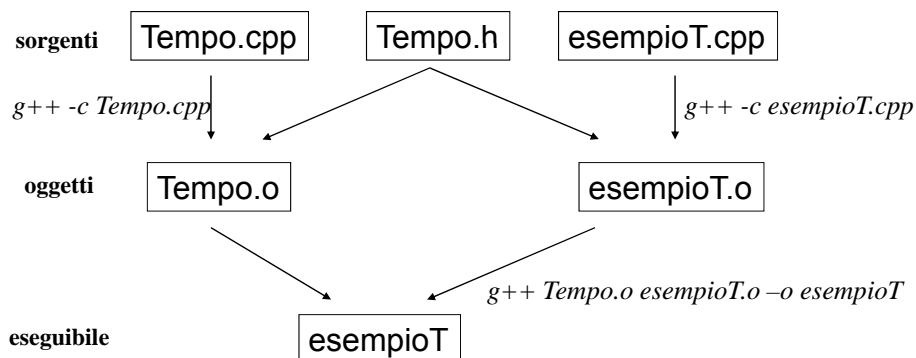 sorgenti Tempo.cpp Tempo.h esempioT.cpp
g++ -c Tempo.cpp g++ -c esempioT.cpp
oggetti Tempo.o esempioT.o
g++ Tempo.o esempioT.o –o esempioT
eseguibile esempioT